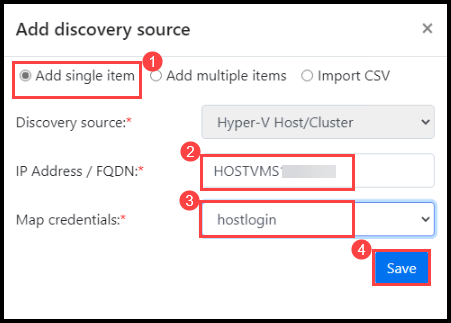 Add discovery source ×
1
Add single item Add multiple items Import CSV
Discovery source:* Hyper-V Host/Cluster
2
IP Address / FQDN:* HOSTVMS
3
Map credentials:* hostlogin
4
Save